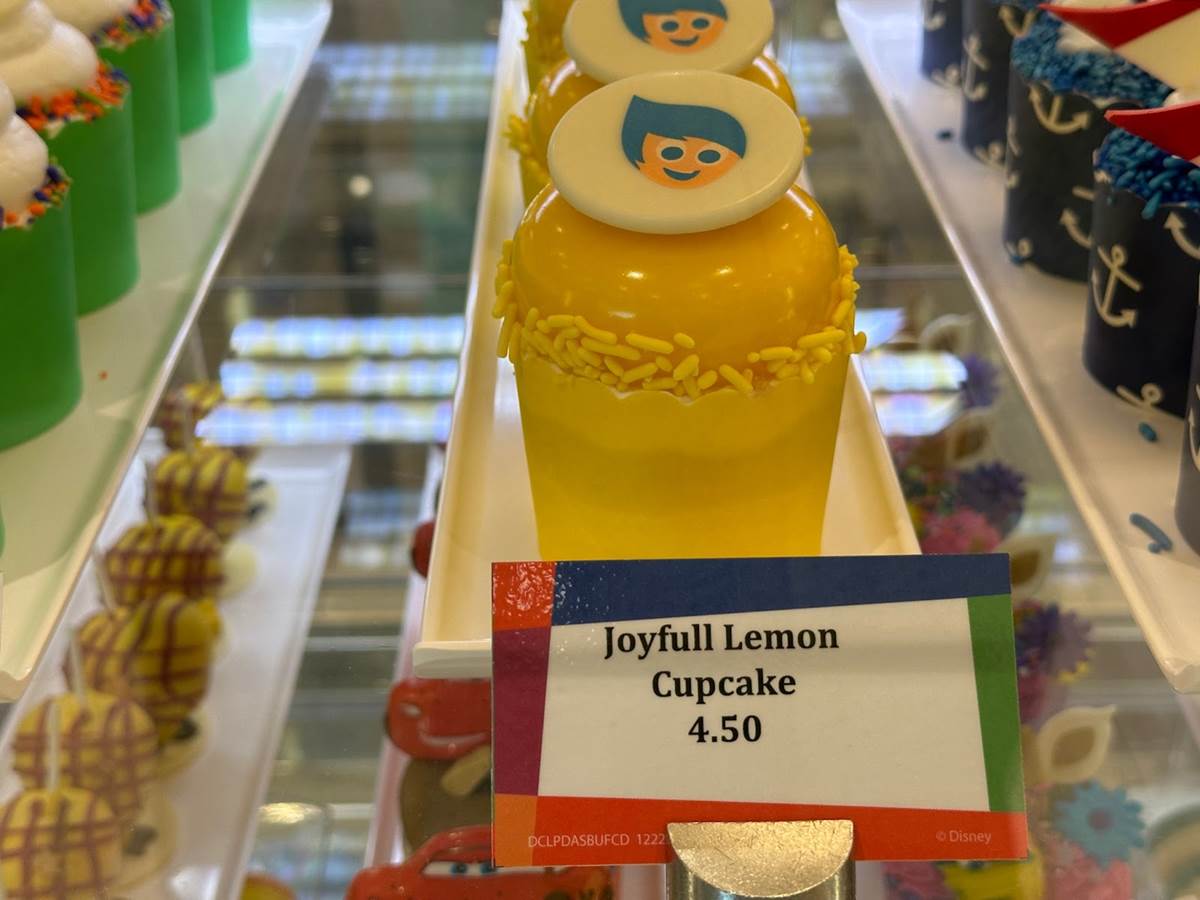 Joyfull Lemon
Cupcake
4.50
DCLPDASBUFCD 1222
© Disney